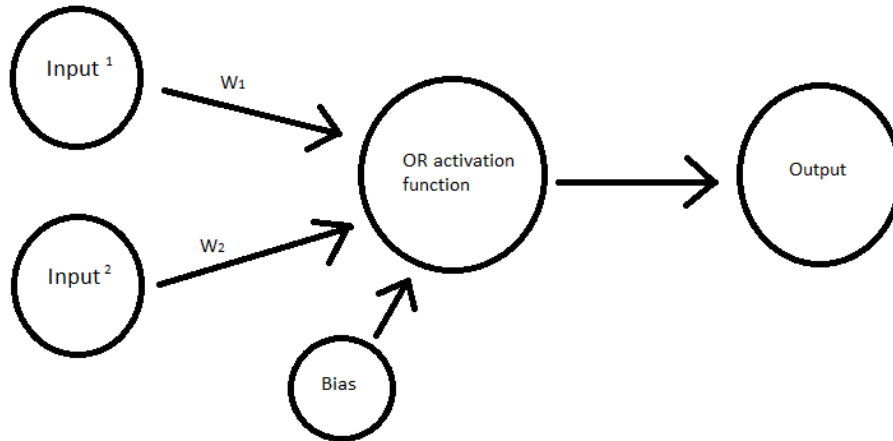 Input ¹
W₁
OR activation
function
Output
Input ²
W₂
Bias